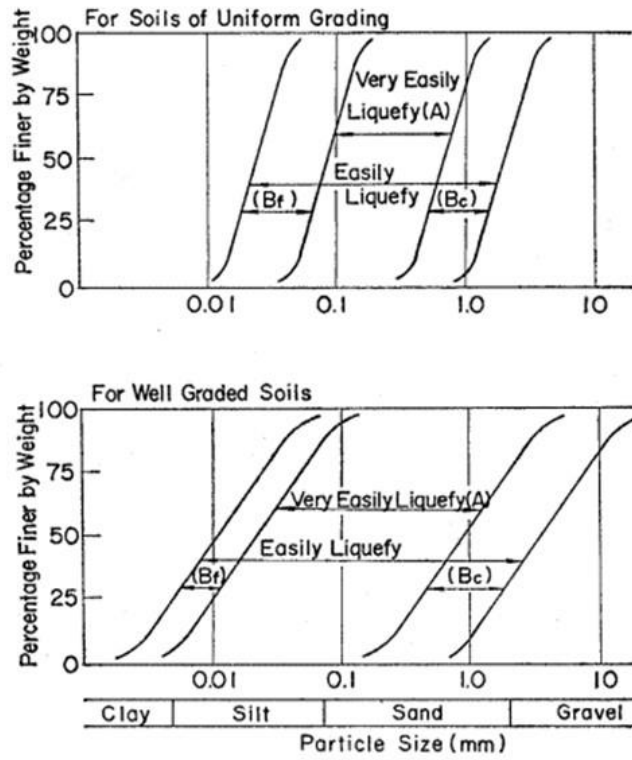 For Soils of Uniform Grading
Percentage Finer by Weight
100
75
50
25
0
Very Easily
Liquefy(A)
Easily
Liquefy
(Bf)
(Bc)
0.01
0.1
1.0
10
For Well Graded Soils
Percentage Finer by Weight
100
75
50
25
0
Very Easily Liquefy(A)
Easily Liquefy
(Bf)
(Bc)
0.01
0.1
1.0
10
Clay
Silt
Sand
Gravel
Particle Size (mm)